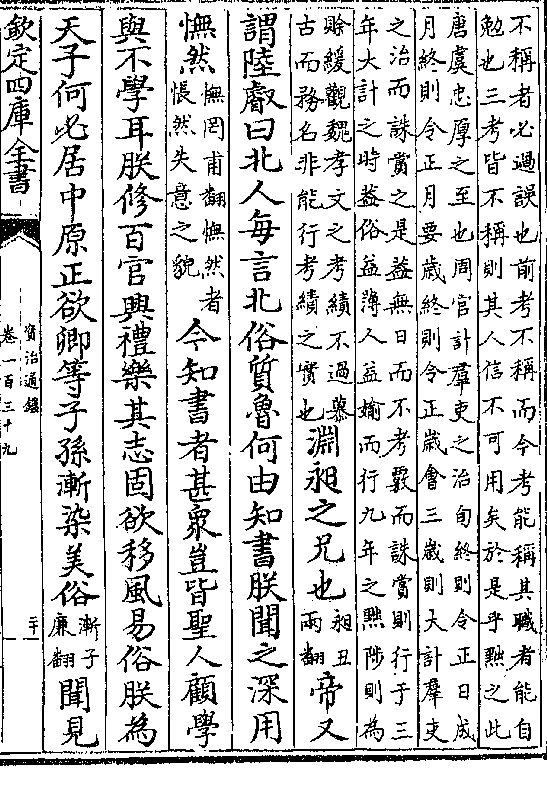 不稱者必過誤也前考不稱而今考能稱其職者能自
勉也三考皆不稱則其人信不可用矣於是乎黜之此
唐虞忠厚之至也周官計羣吏之治旬終則令正日成
月終則令正月要歲終則令正歲會三歲則大計羣吏
之治而誅賞之是蓋無日而不考覈而誅賞則行于三
年大計之時益俗益薄人益媮而行九年之黜陟則為
賒緩觀魏孝文之考績不過慕
古而務名非能行考績之實也
淵昶之兄也
昶丑
兩翻
帝又
謂陸叡曰北人每言北俗質魯何由知書朕聞之深用
憮然
憮罔甫翻憮然者
悵然失意之貌
今知書者甚衆豈皆聖人顧學
與不學耳朕修百官興禮樂其志固欲移風易俗朕為
天子何必居中原正欲卿等子孫漸染美俗
漸子
廉翻
聞見
欽定四庫全書
資治通鑑
卷一百三十九
二十